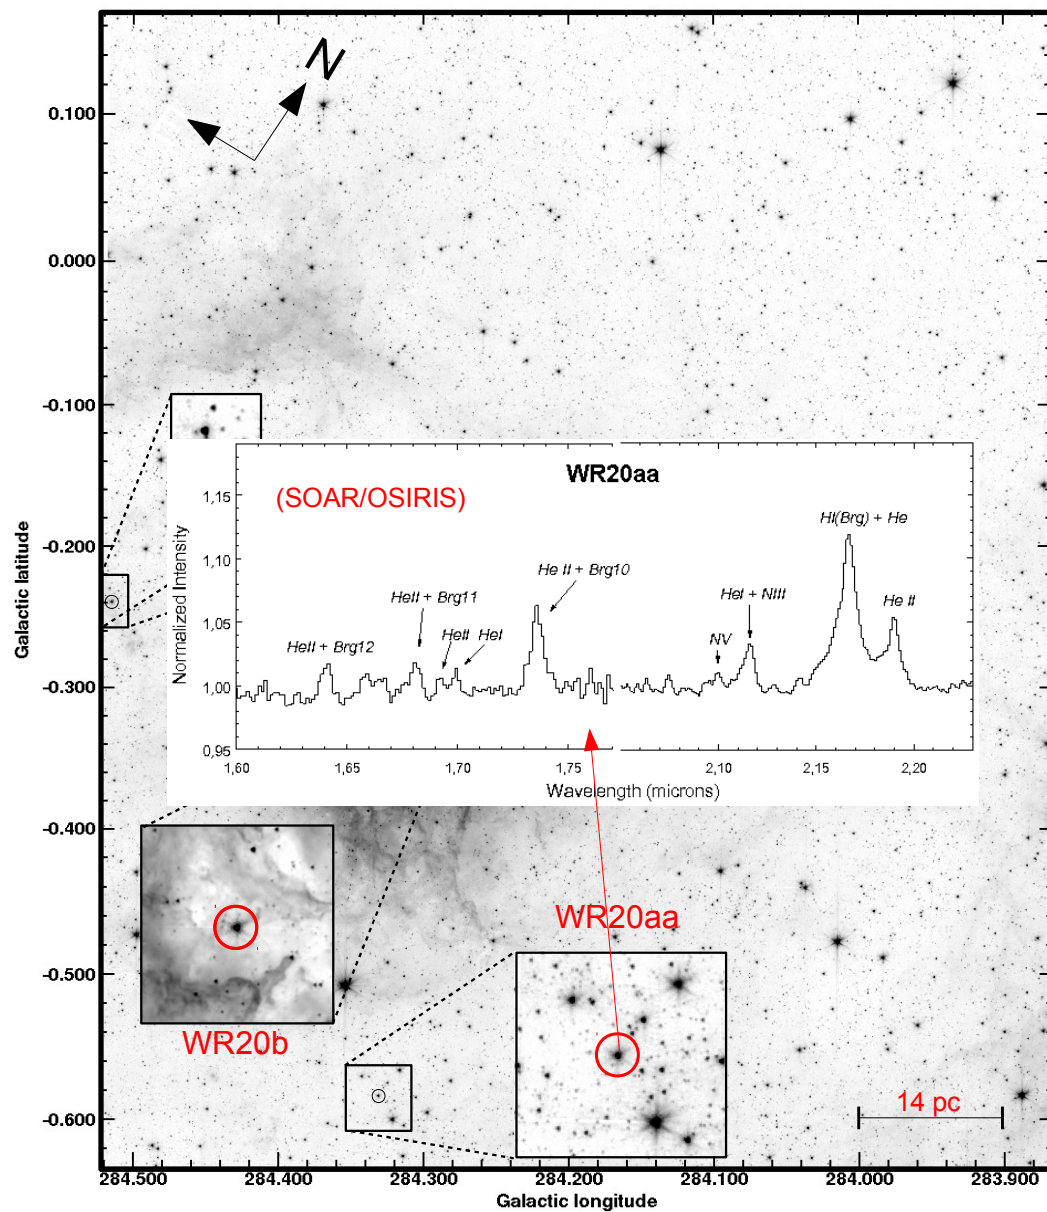 N
0.100
0.000
-0.100
-0.200
-0.300
-0.400
-0.500
-0.600
Galactic latitude
WR20aa
(SOAR/OSIRIS)
1,15
1,10
1,05
1,00
0,95
Normalized Intensity
HeII + Brg12
HeII + Brg11
HeII
HeI
He II + Brg10
NV
HeI + NIII
HI(Brg) + He
He II
1,60
1,65
1,70
1,75
2,10
2,15
2,20
Wavelength (microns)
WR20b
WR20aa
14 pc
284.500
284.400
284.300
284.200
284.100
284.000
283.900
Galactic longitude